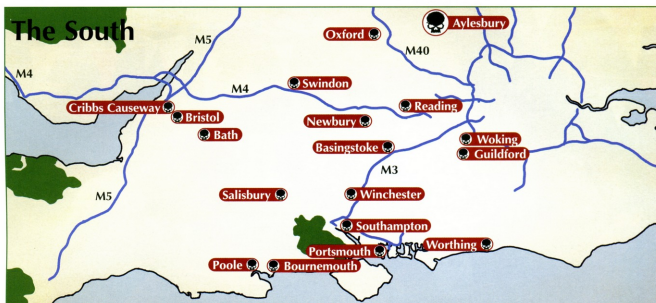 The South
M5
Oxford
Aylesbury
M40
M4
M4
Swindon
Cribbs Causeway
Reading
Bristol
Newbury
Bath
Woking
Basingstoke
Guildford
M3
M5
Salisbury
Winchester
Southampton
Portsmouth
Worthing
Poole
Bournemouth